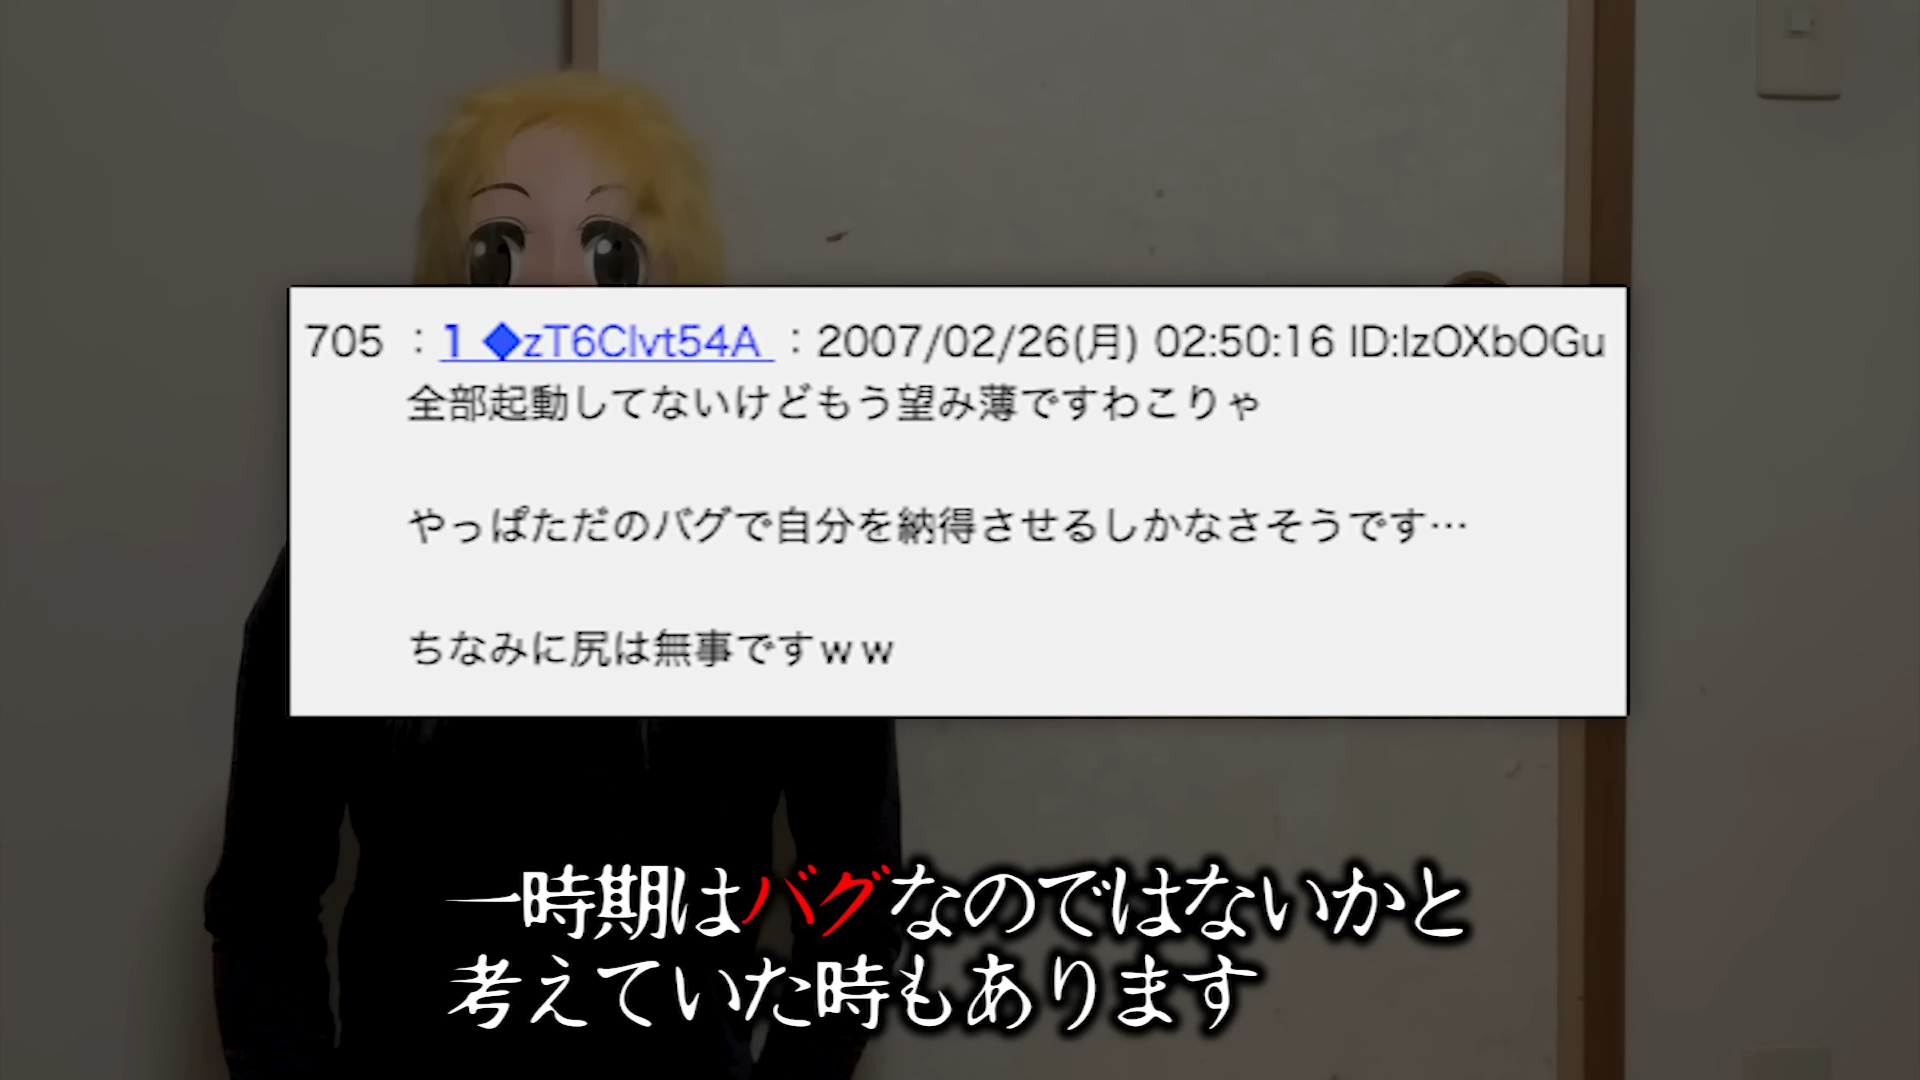 705 ：1 ◆zT6Clvt54A ：2007/02/26(月) 02:50:16 ID:lzOXbOGu
全部起動してないけどもう望み薄ですわこりゃ
やっぱただのバグで自分を納得させるしかなさそうです…
ちなみに尻は無事ですｗｗ
一時期はバグなのではないかと
考えていた時もあります